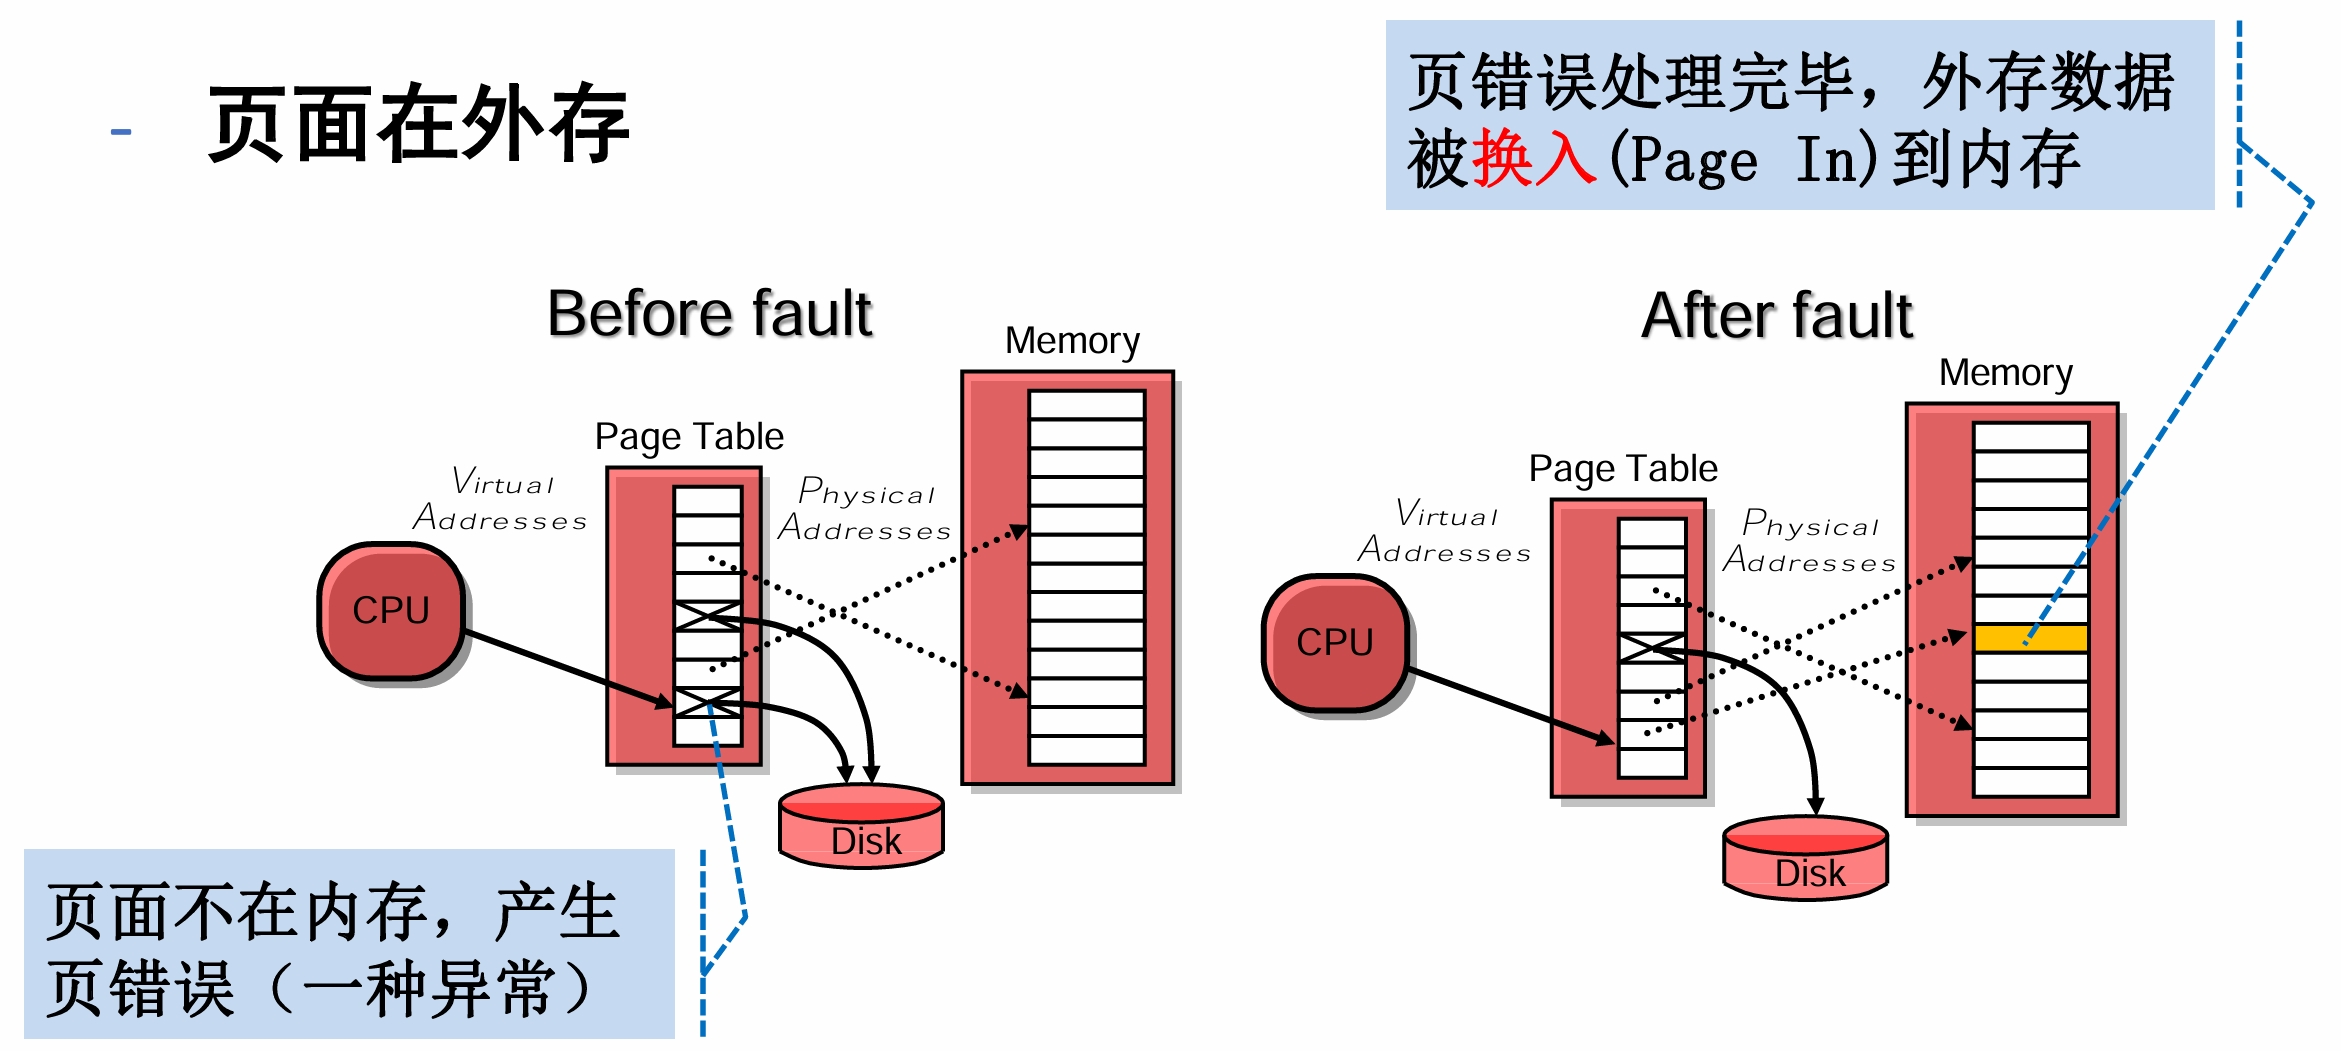 - 页面在外存
页错误处理完毕，外存数据
被换入(Page In)到内存
Before fault
Memory
Page Table
Virtual
Addresses
Physical
Addresses
CPU
Disk
页面不在内存，产生
页错误（一种异常）
After fault
Memory
Page Table
Virtual
Addresses
Physical
Addresses
CPU
Disk